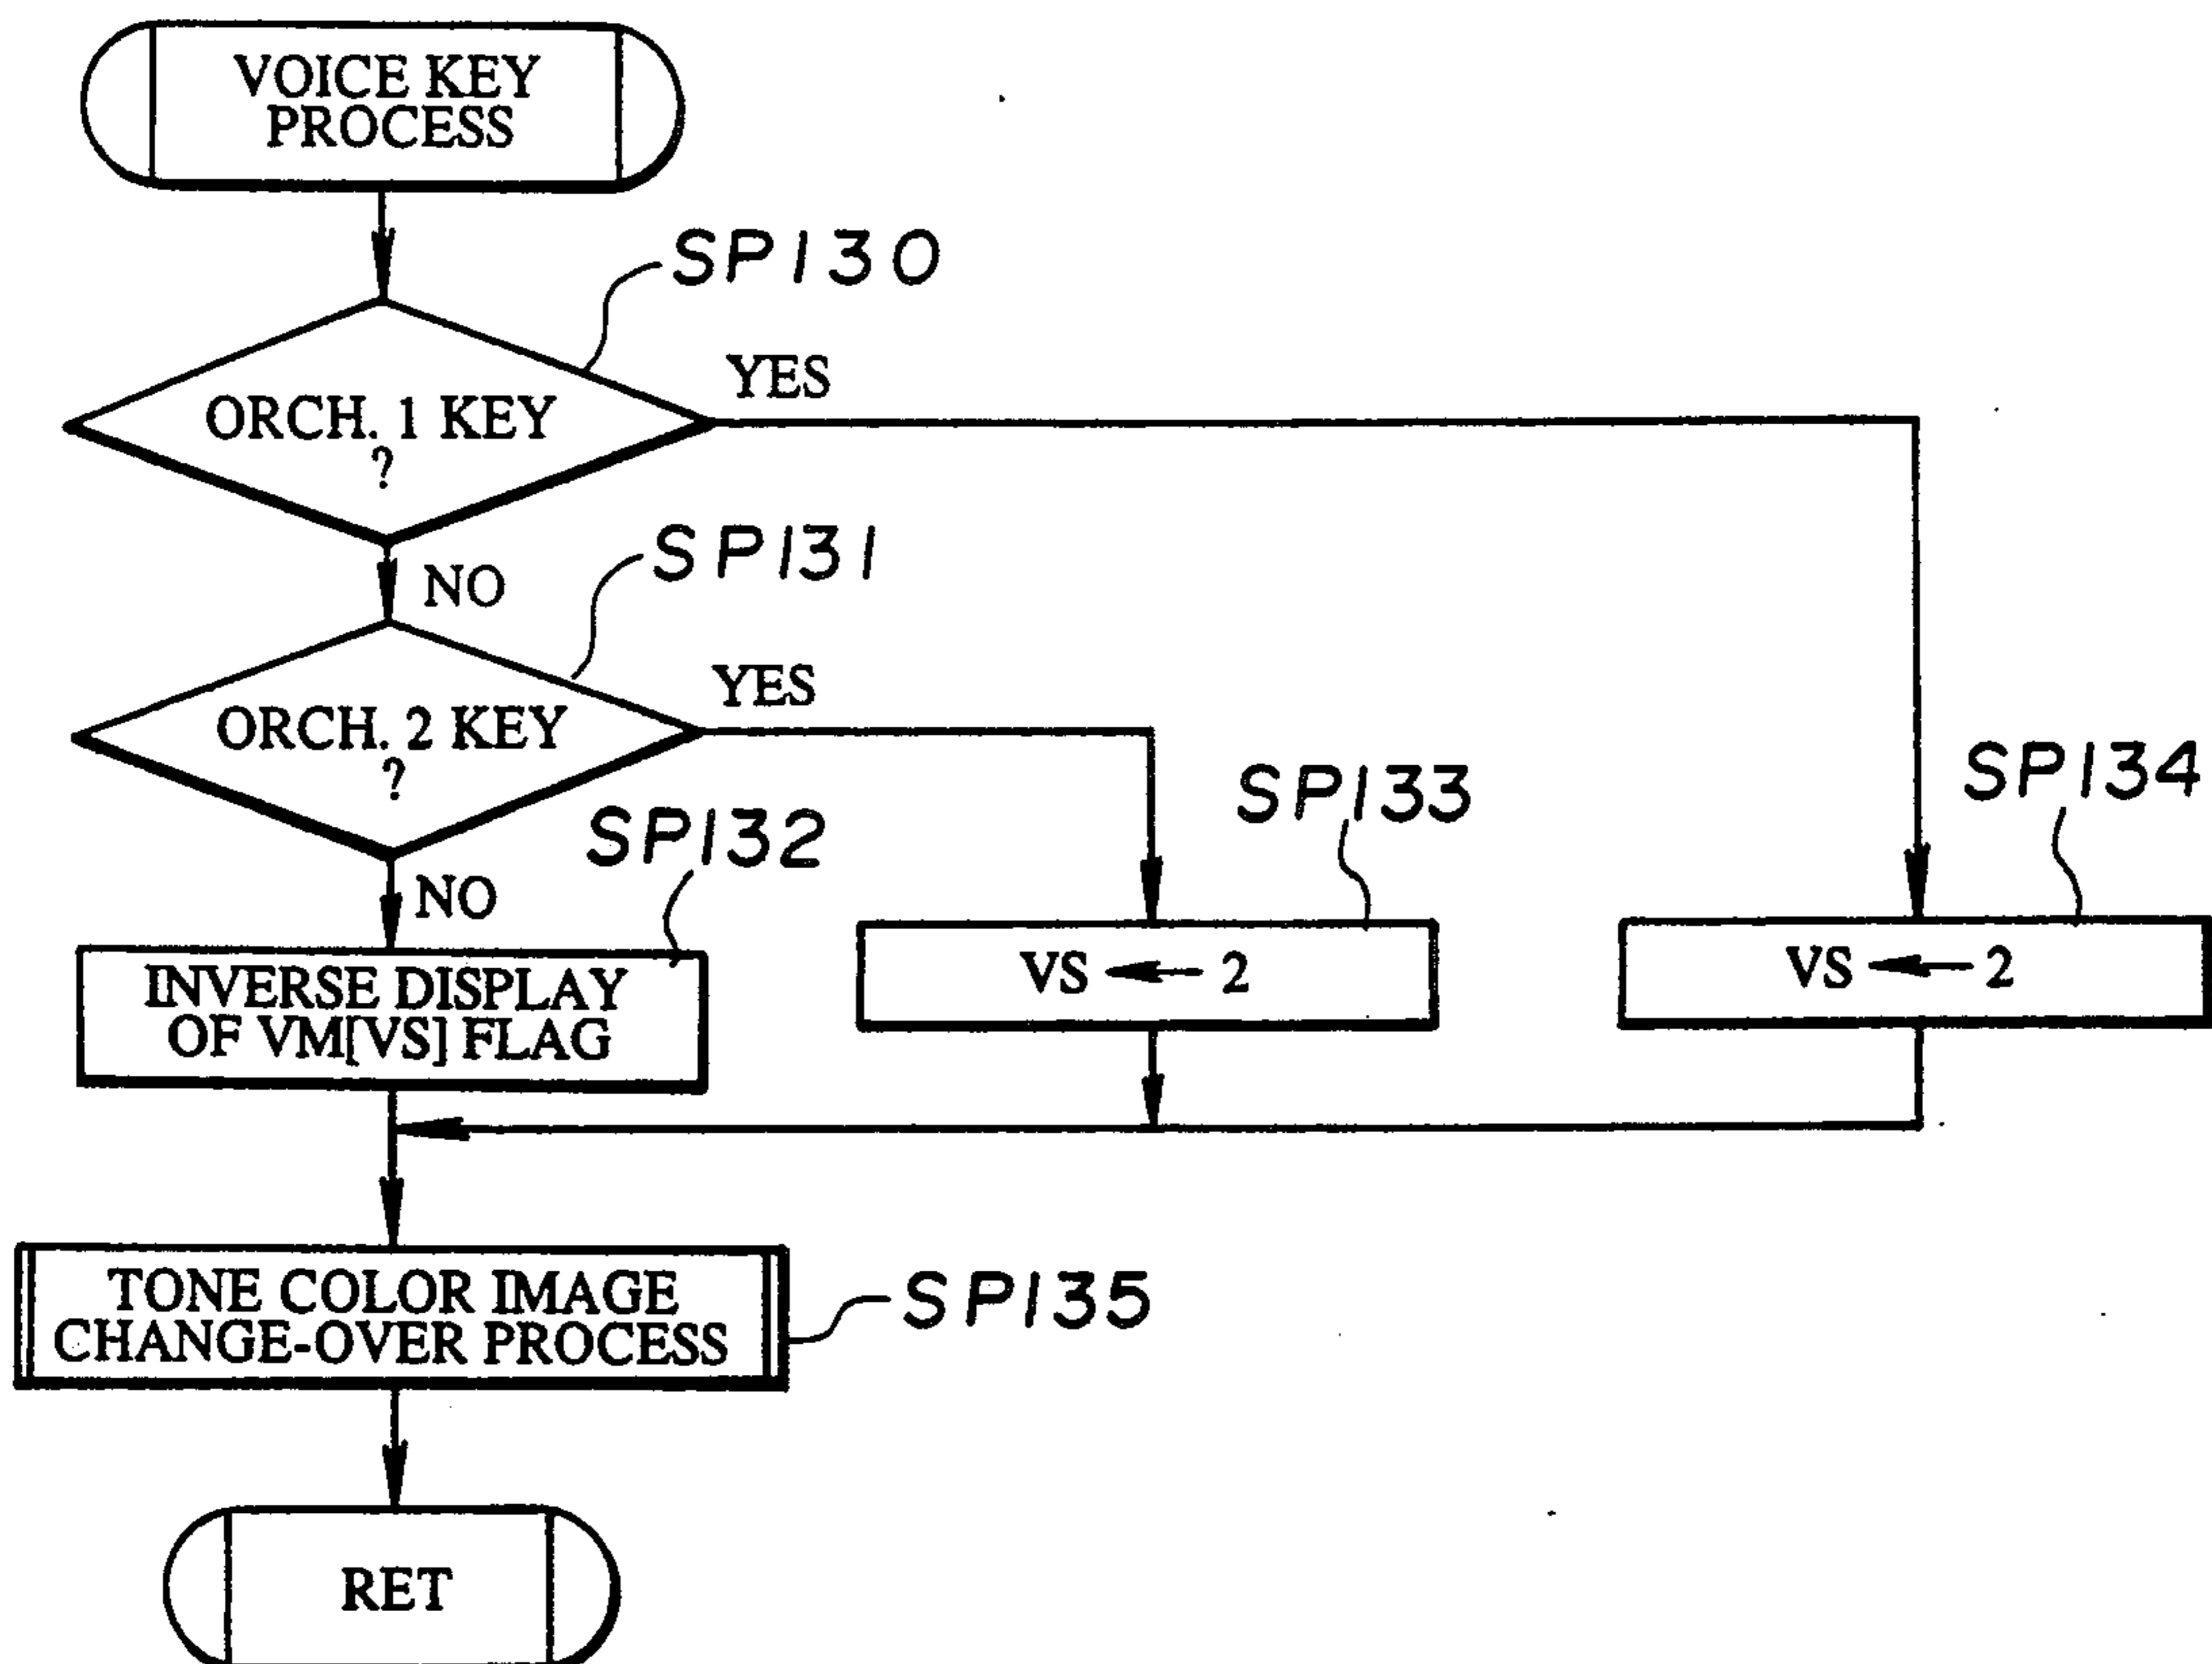 VOICE KEY
PROCESS
SP130
YES
ORCH. 1 KEY
?
NO
SP131
YES
ORCH. 2 KEY
?
NO
SP132
SP133
SP134
INVERSE DISPLAY
OF VM[VS] FLAG
VS ← 2
VS ← 2
TONE COLOR IMAGE
CHANGE-OVER PROCESS
SP135
RET